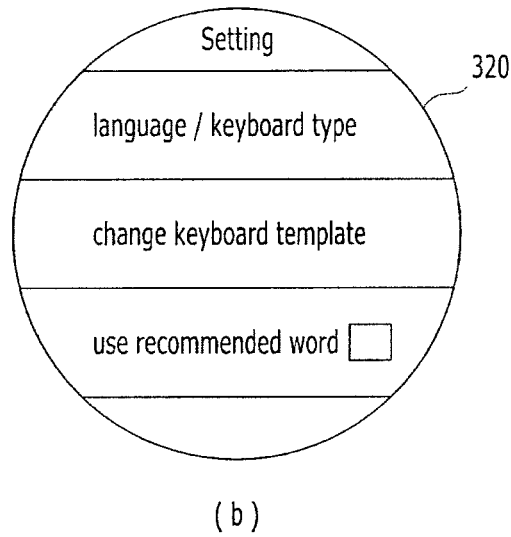 Setting
320
language / keyboard type
change keyboard template
use recommended word
( b )